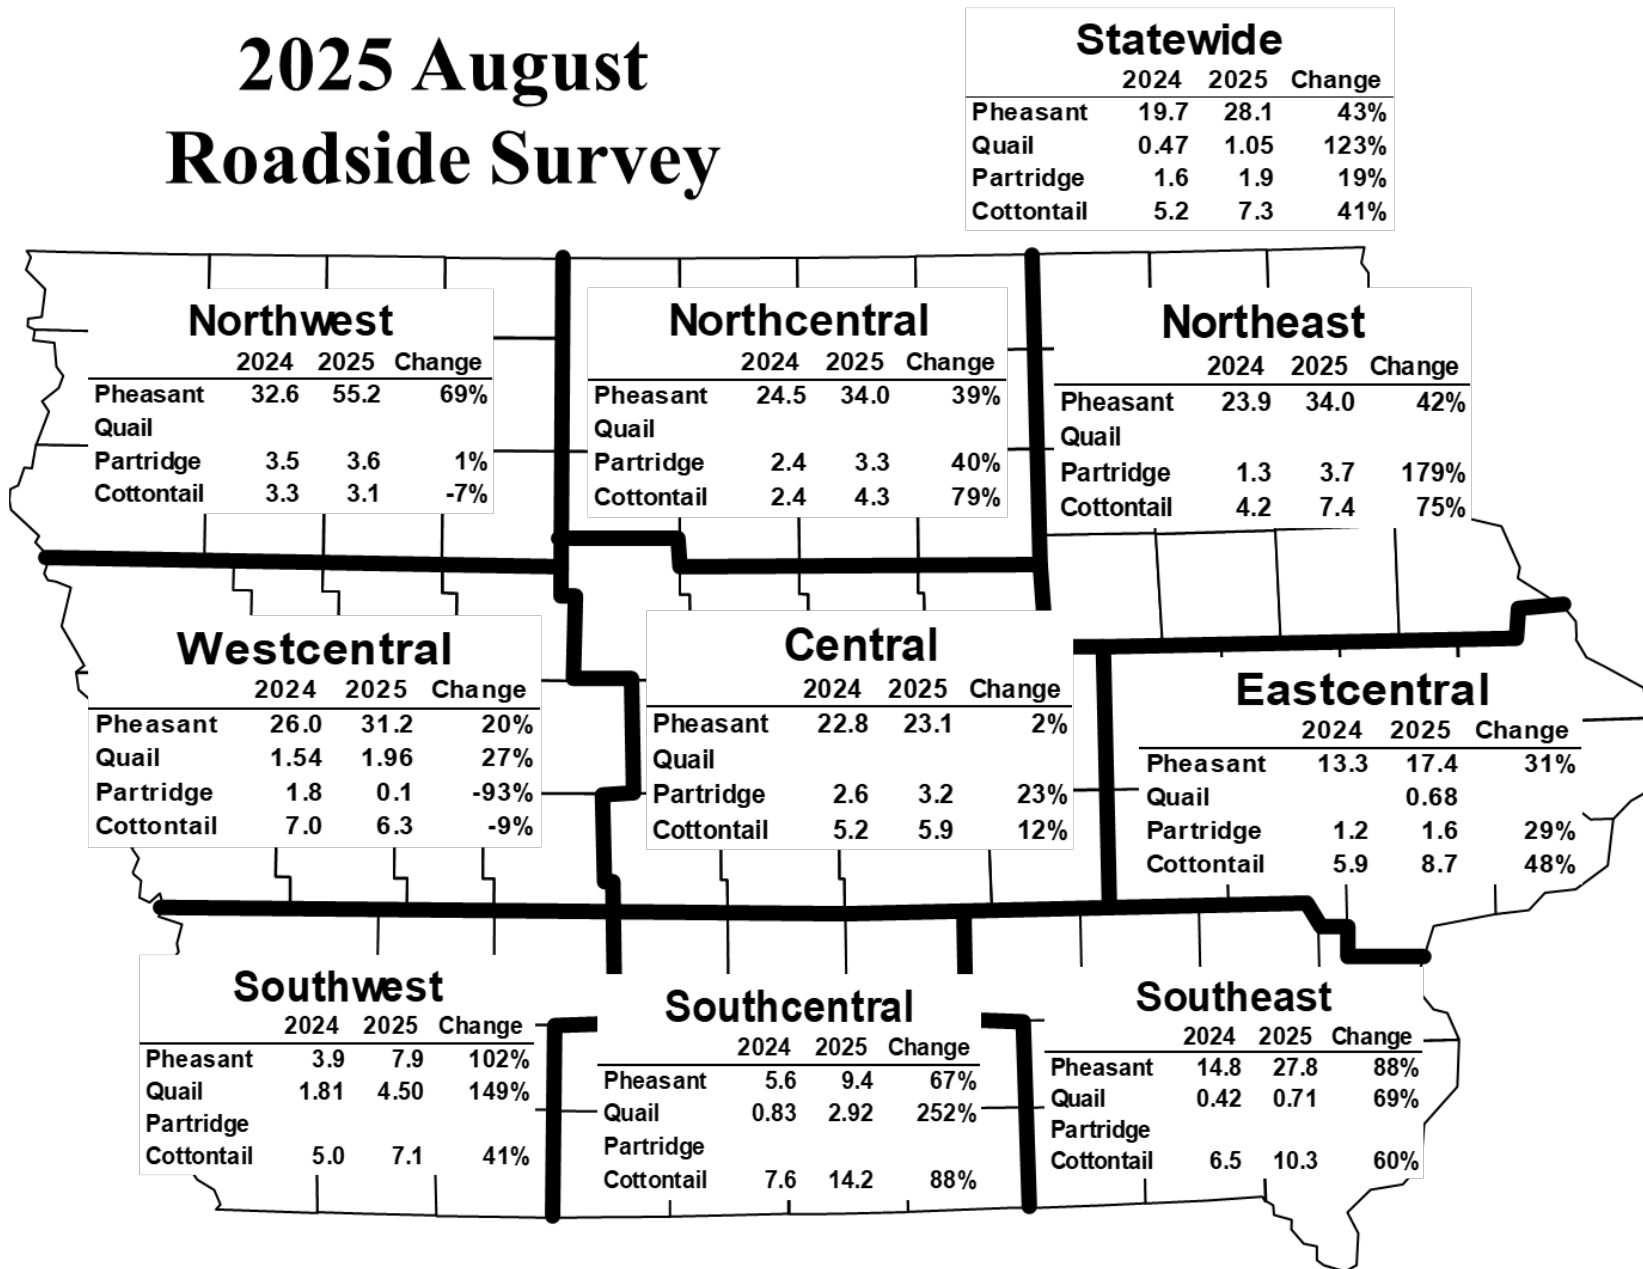 2025 August
Roadside Survey
Statewide
2024 2025 Change
Pheasant 19.7 28.1 43%
Quail 0.47 1.05 123%
Partridge 1.6 1.9 19%
Cottontail 5.2 7.3 41%
Northwest
2024 2025 Change
Pheasant 32.6 55.2 69%
Quail
Partridge 3.5 3.6 1%
Cottontail 3.3 3.1 -7%
Northcentral
2024 2025 Change
Pheasant 24.5 34.0 39%
Quail
Partridge 2.4 3.3 40%
Cottontail 2.4 4.3 79%
Northeast
2024 2025 Change
Pheasant 23.9 34.0 42%
Quail
Partridge 1.3 3.7 179%
Cottontail 4.2 7.4 75%
Westcentral
2024 2025 Change
Pheasant 26.0 31.2 20%
Quail 1.54 1.96 27%
Partridge 1.8 0.1 -93%
Cottontail 7.0 6.3 -9%
Central
2024 2025 Change
Pheasant 22.8 23.1 2%
Quail
Partridge 2.6 3.2 23%
Cottontail 5.2 5.9 12%
Eastcentral
2024 2025 Change
Pheasant 13.3 17.4 31%
Quail 0.68
Partridge 1.2 1.6 29%
Cottontail 5.9 8.7 48%
Southwest
2024 2025 Change
Pheasant 3.9 7.9 102%
Quail 1.81 4.50 149%
Partridge
Cottontail 5.0 7.1 41%
Southcentral
2024 2025 Change
Pheasant 5.6 9.4 67%
Quail 0.83 2.92 252%
Partridge
Cottontail 7.6 14.2 88%
Southeast
2024 2025 Change
Pheasant 14.8 27.8 88%
Quail 0.42 0.71 69%
Partridge
Cottontail 6.5 10.3 60%